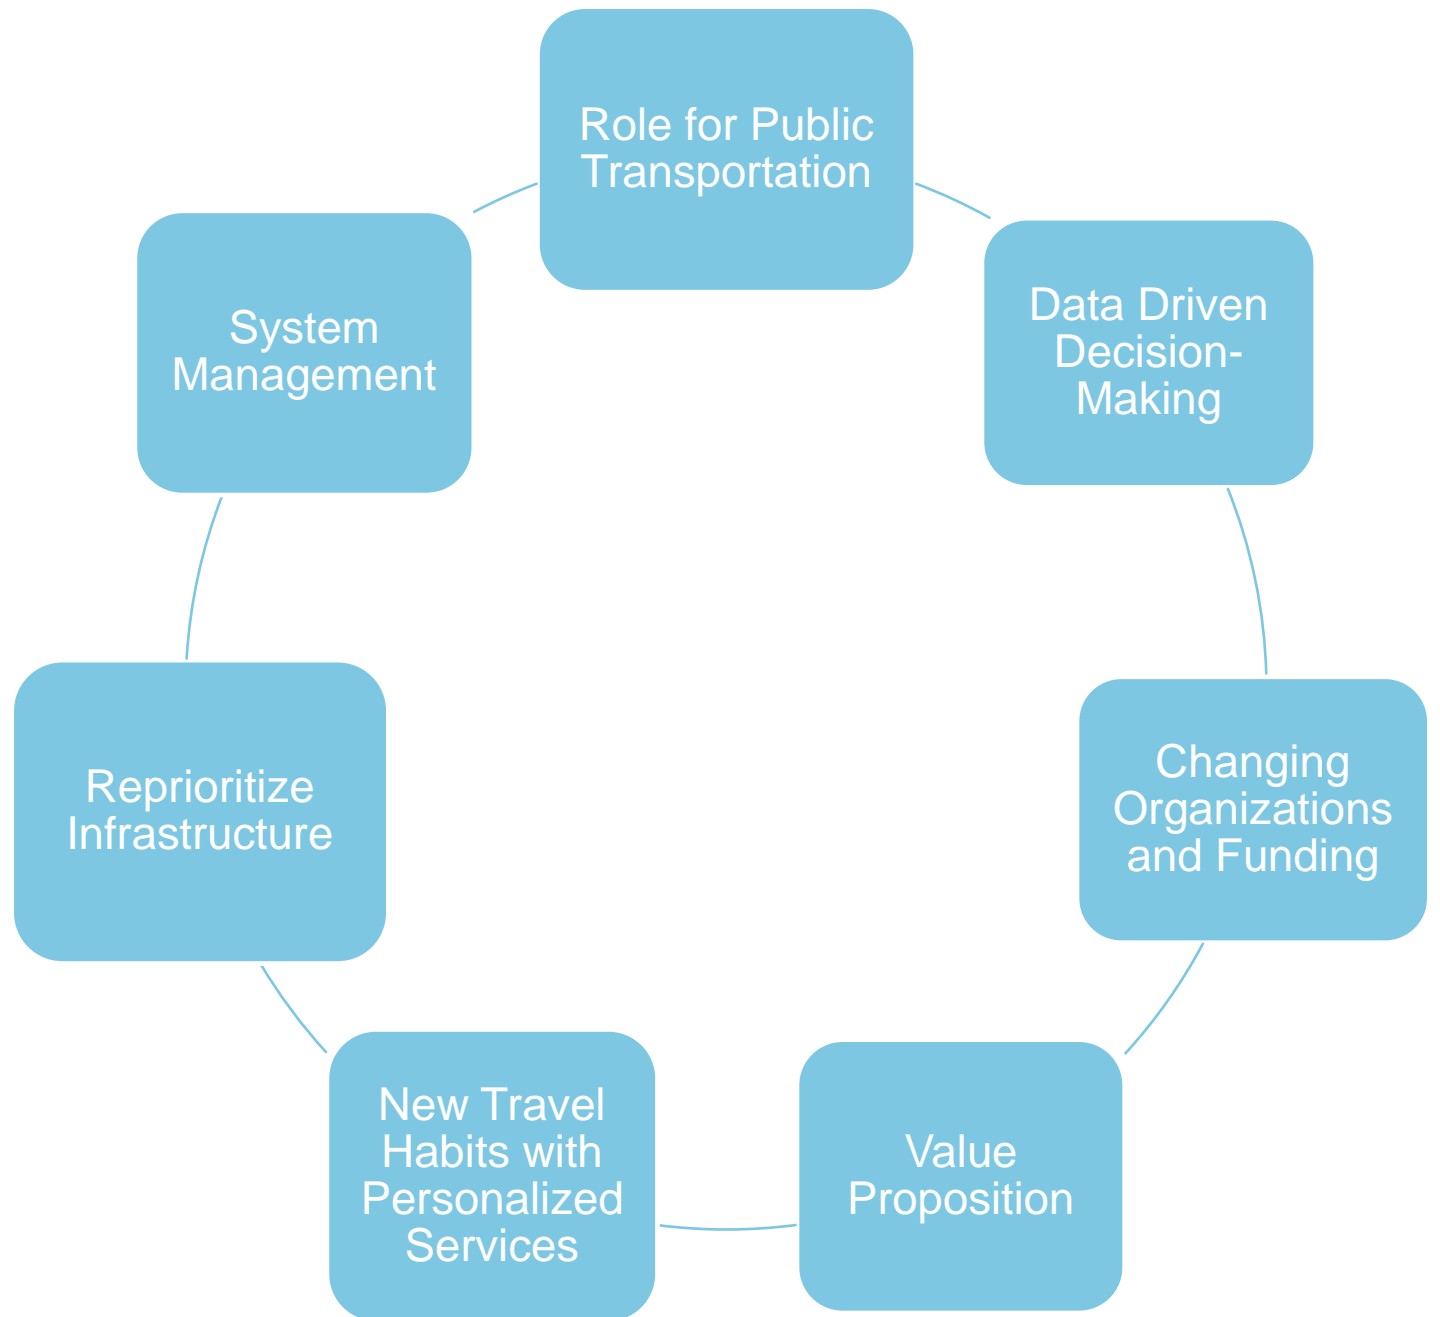 Role for Public
Transportation
Data Driven
Decision-
Making
Changing
Organizations
and Funding
Value
Proposition
New Travel
Habits with
Personalized
Services
Reprioritize
Infrastructure
System
Management